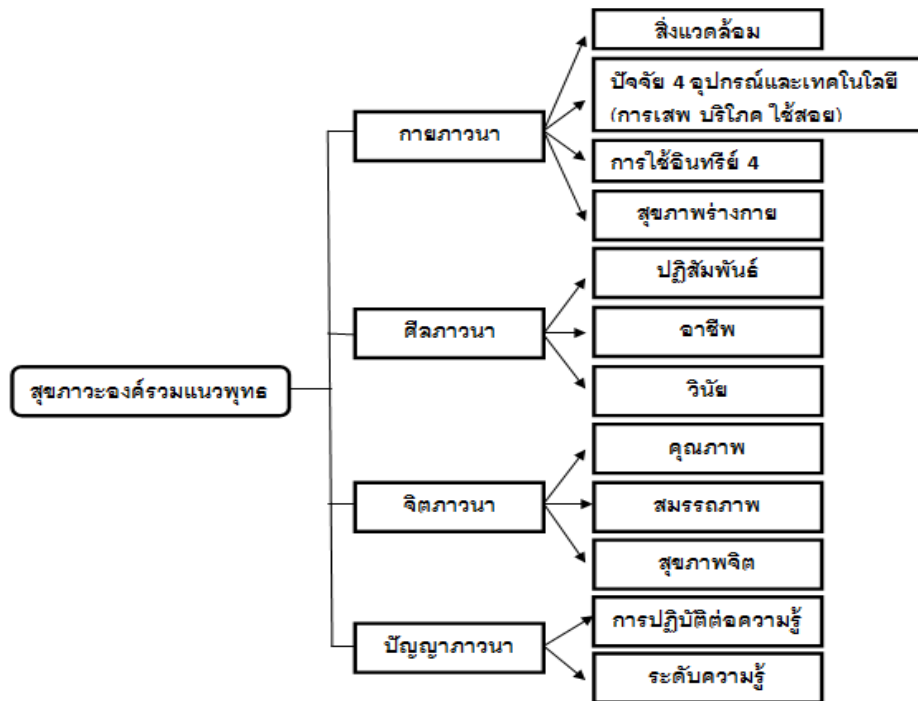 สิ่งแวดล้อม
ปัจจัย 4 อุปกรณ์และเทคโนโลยี
(การเสพ บริโภค ใช้สอย)
กายภาวนา
การใช้อินทรีย์ 4
สุขภาพร่างกาย
ปฏิสัมพันธ์
ศีลภาวนา
อาชีพ
วินัย
สุขภาวะองค์รวมแนวพุทธ
คุณภาพ
จิตภาวนา
สมรรถภาพ
สุขภาพจิต
การปฏิบัติต่อความรู้
ปัญญาภาวนา
ระดับความรู้